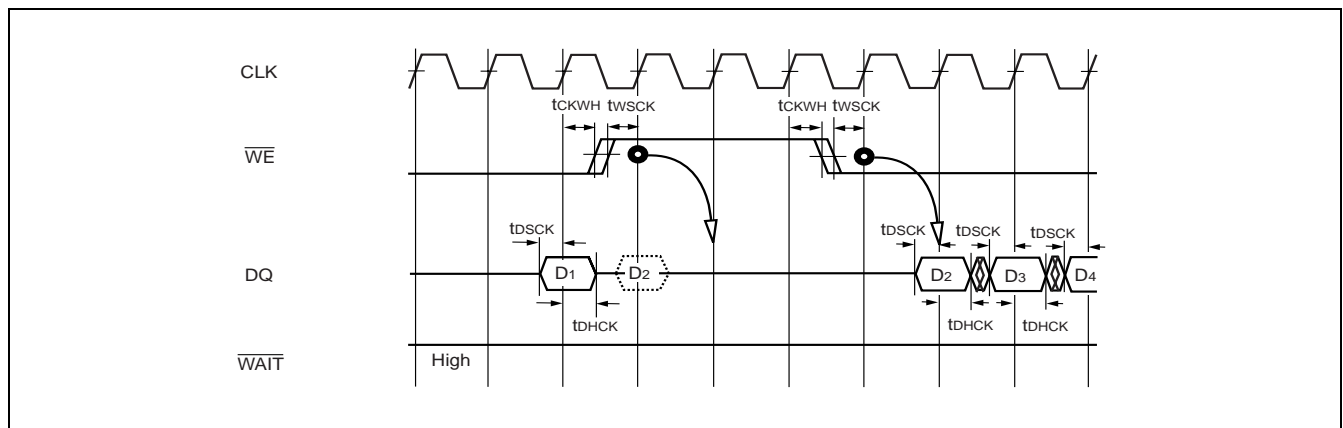 CLK
tCKWH tWSCK tCKWH tWSCK
WE
tDSCK tDSCK tDSCK tDSCK
DQ D1 D2 D2 D3 D4
tDHCK tDHCK tDHCK
WAIT High